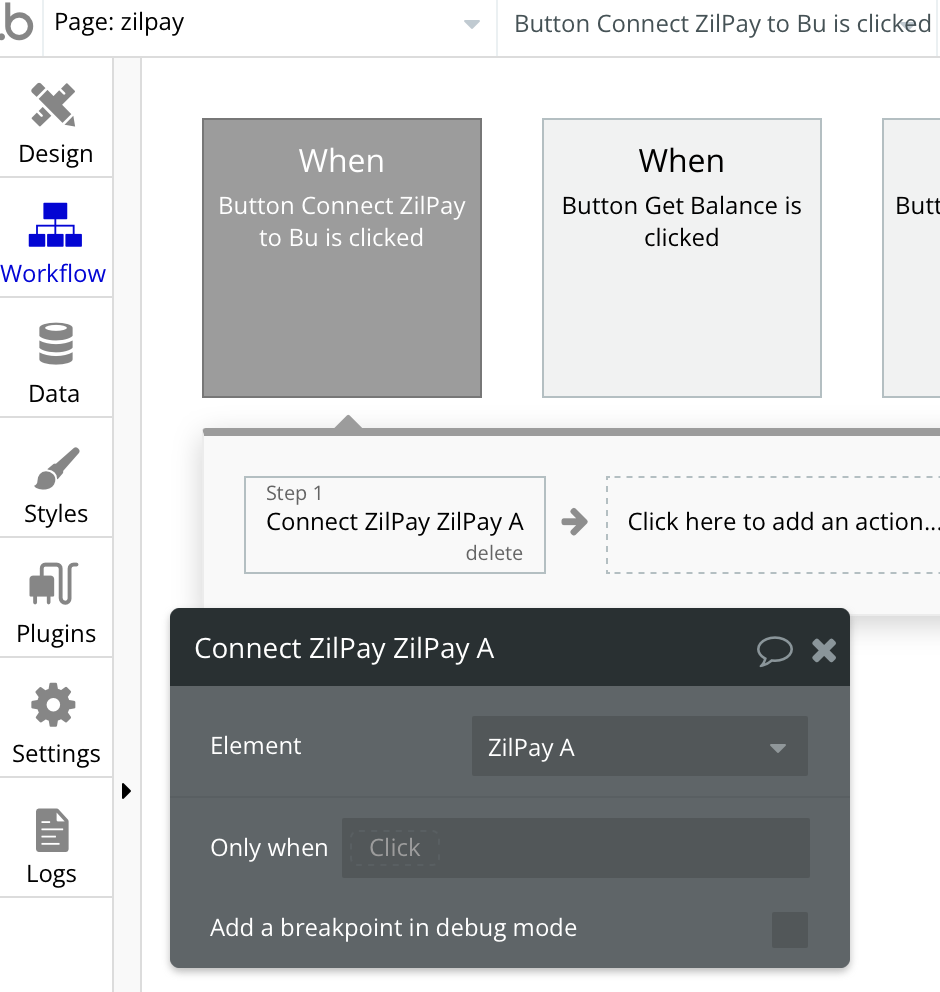 .b
Page: zilpay
Button Connect ZilPay to Bu is clicked
Design
Workflow
Data
Styles
Plugins
Settings
Logs
When
Button Connect ZilPay
to Bu is clicked
When
Button Get Balance is
clicked
Butt
Step 1
Connect ZilPay ZilPay A
delete
Click here to add an action...
Connect ZilPay ZilPay A
Element
ZilPay A
Only when
Click
Add a breakpoint in debug mode